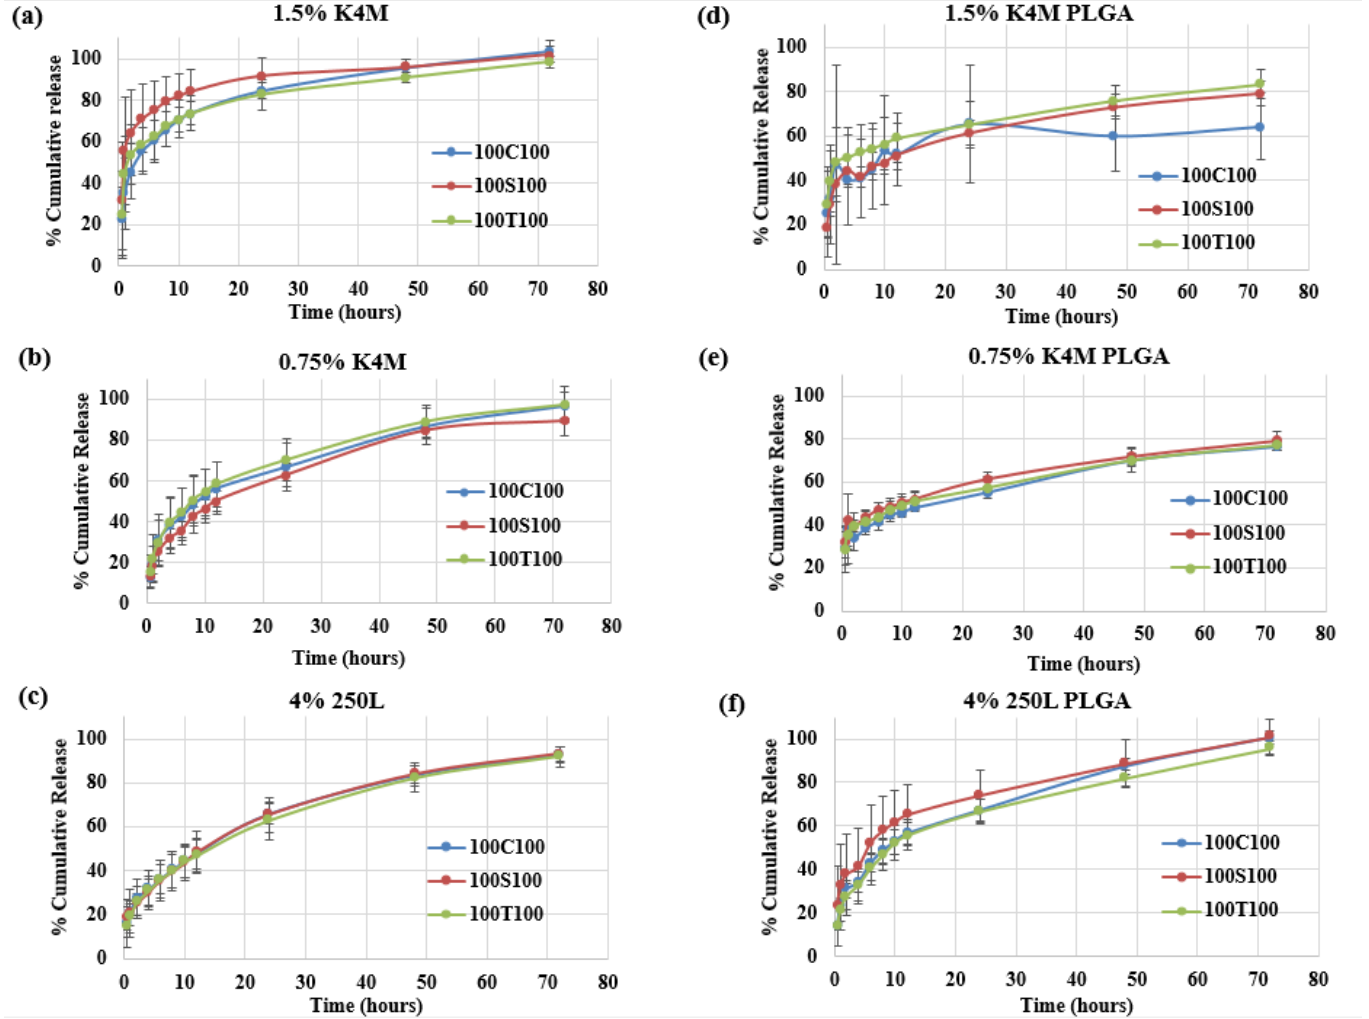 (a)
1.5% K4M
% Cumulative release
100
80
60
40
20
0
0 10 20 30 40 50 60 70 80
Time (hours)
100C100
100S100
100T100
(d)
1.5% K4M PLGA
% Cumulative Release
100
80
60
40
20
0
0 10 20 30 40 50 60 70 80
Time (hours)
100C100
100S100
100T100
(b)
0.75% K4M
% Cumulative Release
100
80
60
40
20
0
0 10 20 30 40 50 60 70 80
Time (hours)
100C100
100S100
100T100
(e)
0.75% K4M PLGA
% Cumulative Release
100
80
60
40
20
0
0 10 20 30 40 50 60 70 80
Time (hours)
100C100
100S100
100T100
(c)
4% 250L
% Cumulative Release
100
80
60
40
20
0
0 10 20 30 40 50 60 70 80
Time (hours)
100C100
100S100
100T100
(f)
4% 250L PLGA
% Cumulative Release
100
80
60
40
20
0
0 10 20 30 40 50 60 70 80
Time (hours)
100C100
100S100
100T100